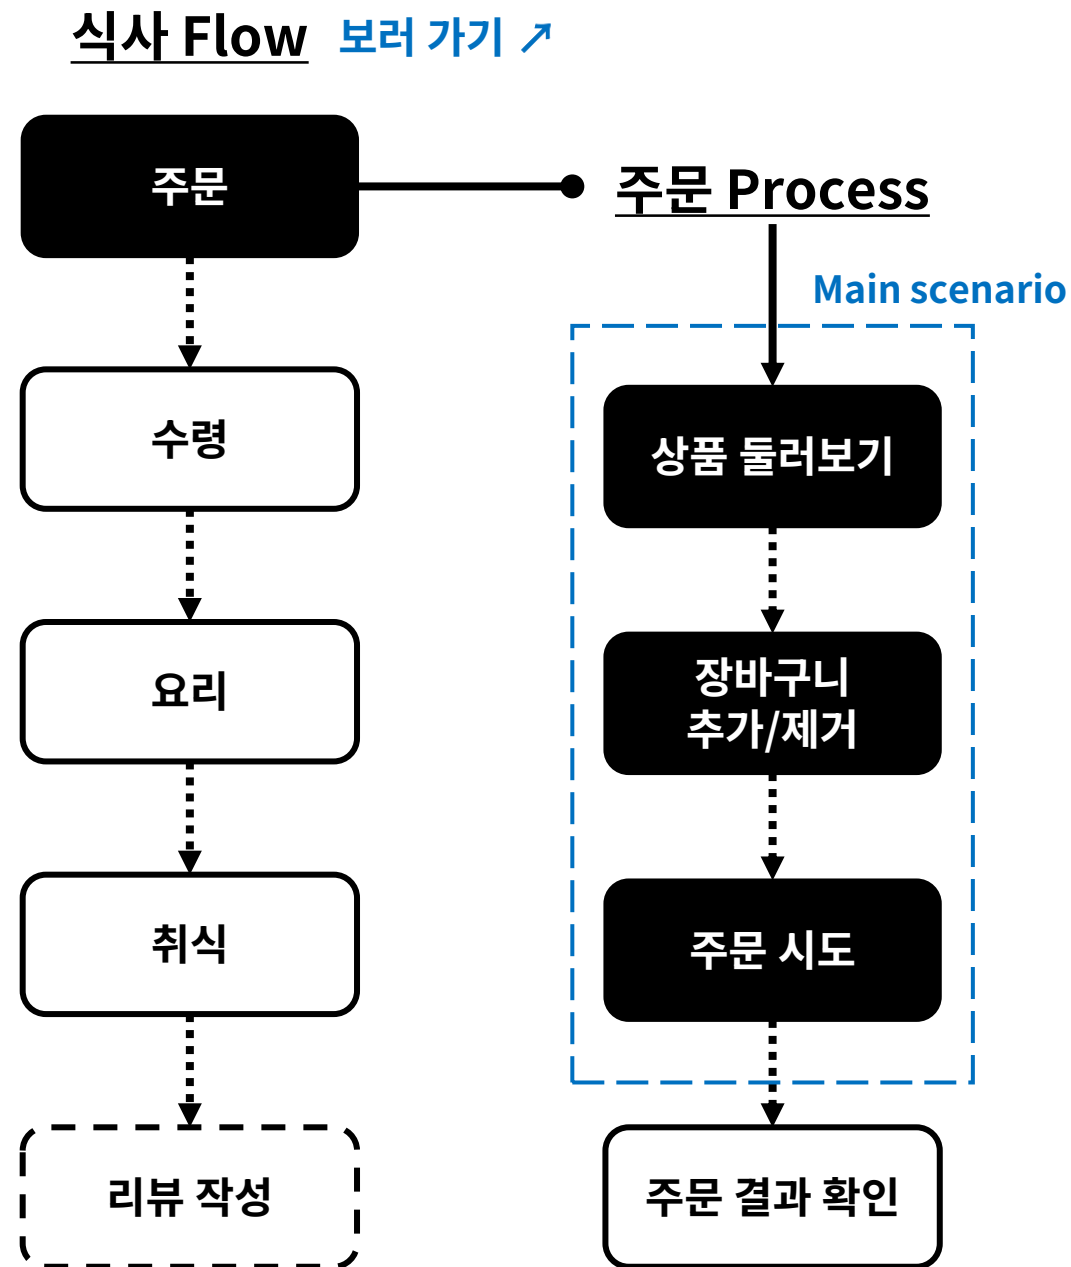 식사 Flow 보러 가기 ↗
주문
수령
요리
취식
리뷰 작성
주문 Process
Main scenario
상품 둘러보기
장바구니
추가/제거
주문 시도
주문 결과 확인